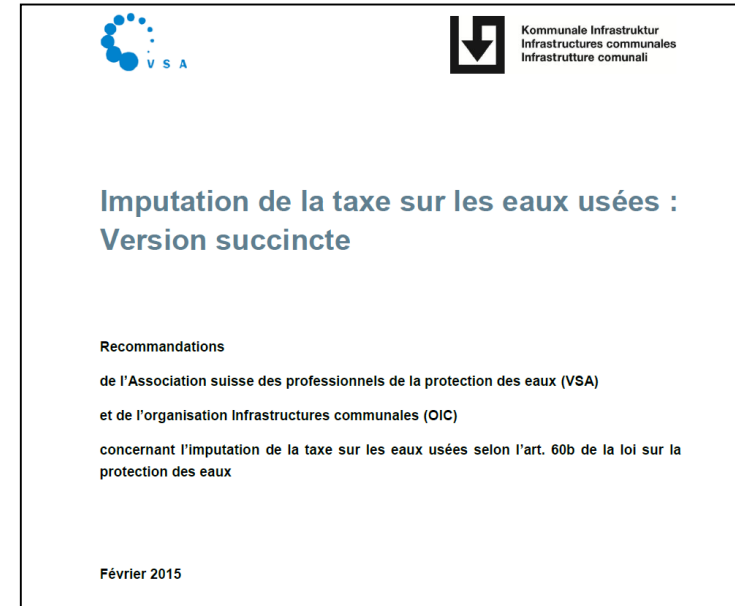 VSA
Kommunale Infrastruktur
Infrastructures communales
Infrastrutture comunali
Imputation de la taxe sur les eaux usées :
Version succincte
Recommandations
de l'Association suisse des professionnels de la protection des eaux (VSA)
et de l'organisation Infrastructures communales (OIC)
concernant l'imputation de la taxe sur les eaux usées selon l'art. 60b de la loi sur la
protection des eaux
Février 2015